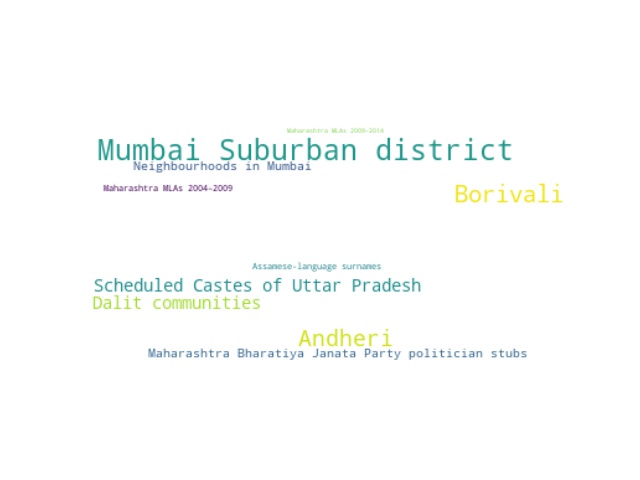 Maharashtra MLAs 2009–2014
Mumbai Suburban district
Neighbourhoods in Mumbai
Maharashtra MLAs 2004–2009
Borivali
Assamese-language surnames
Scheduled Castes of Uttar Pradesh
Dalit communities
Andheri
Maharashtra Bharatiya Janata Party politician stubs